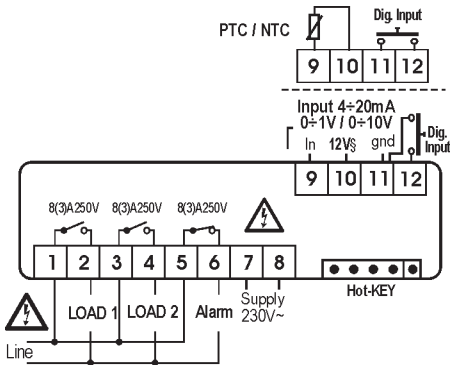 PTC / NTC
Dig. Input
9 10 11 12
Input 4÷20mA
0÷1V / 0÷10V
In 12V§ gnd
Dig.
Input
9 10 11 12
8(3)A250V 8(3)A250V 8(3)A250V
1 2 3 4 5 6 7 8
Hot-KEY
LOAD 1 LOAD 2 Alarm
Supply
230V~
Line